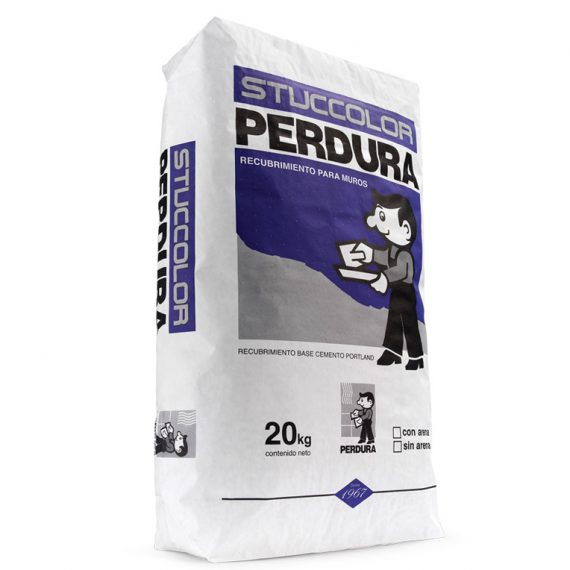 STUCCOLOR
PERDURA
RECUBRIMIENTO PARA MUROS
RECUBRIMIENTO BASE CEMENTO PORTLAND
20kg
contenido neto
PERDURA
con arena
sin arena
1967
STUCCOLOR
PERDURA